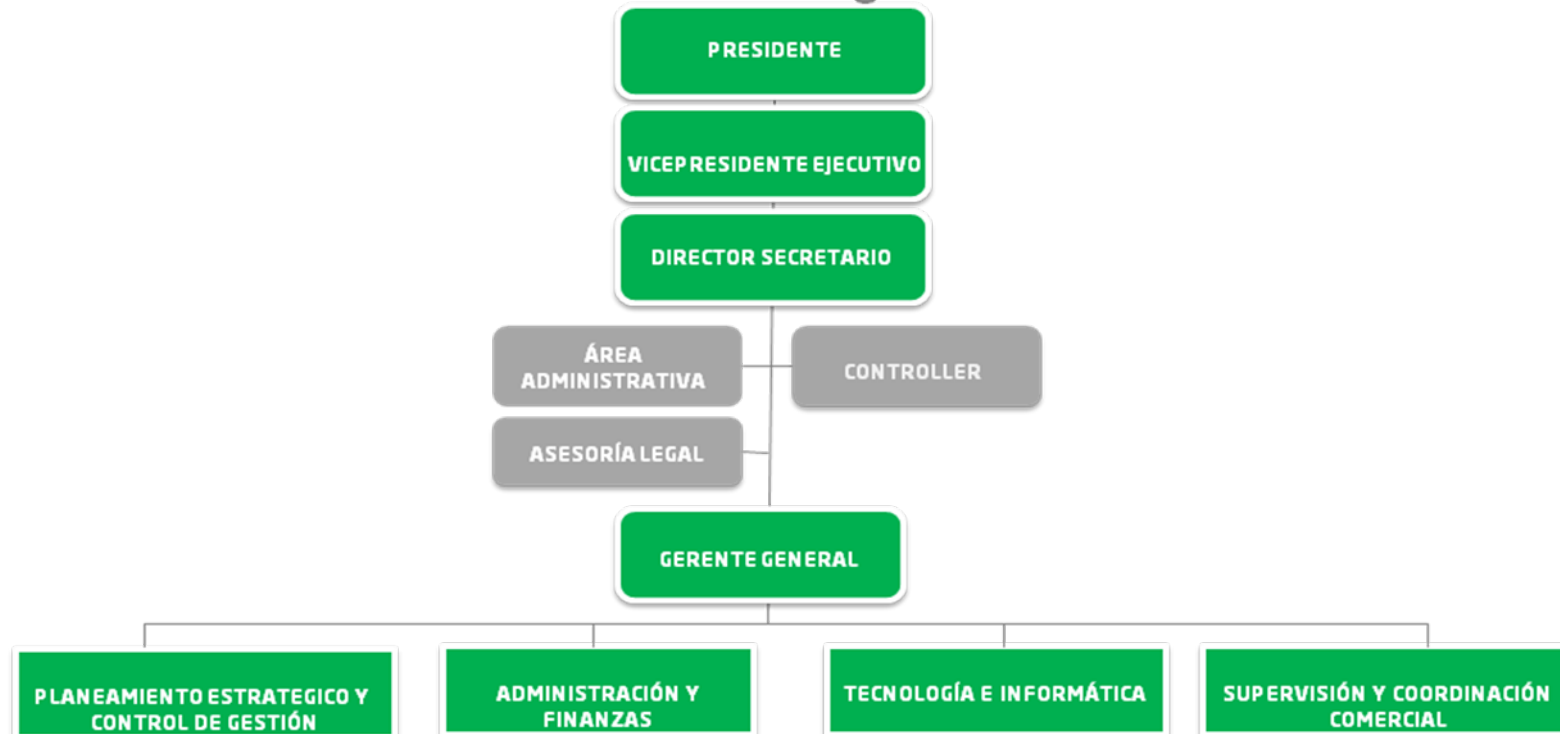 PRESIDENTE
VICEPRESIDENTE EJECUTIVO
DIRECTOR SECRETARIO
ÁREA
ADMINISTRATIVA
CONTROLLER
ASESORÍA LEGAL
GERENTE GENERAL
PLANEAMIENTO ESTRATEGICO Y
CONTROL DE GESTIÓN
ADMINISTRACIÓN Y
FINANZAS
TECNOLOGÍA E INFORMÁTICA
SUPERVISIÓN Y COORDINACIÓN
COMERCIAL